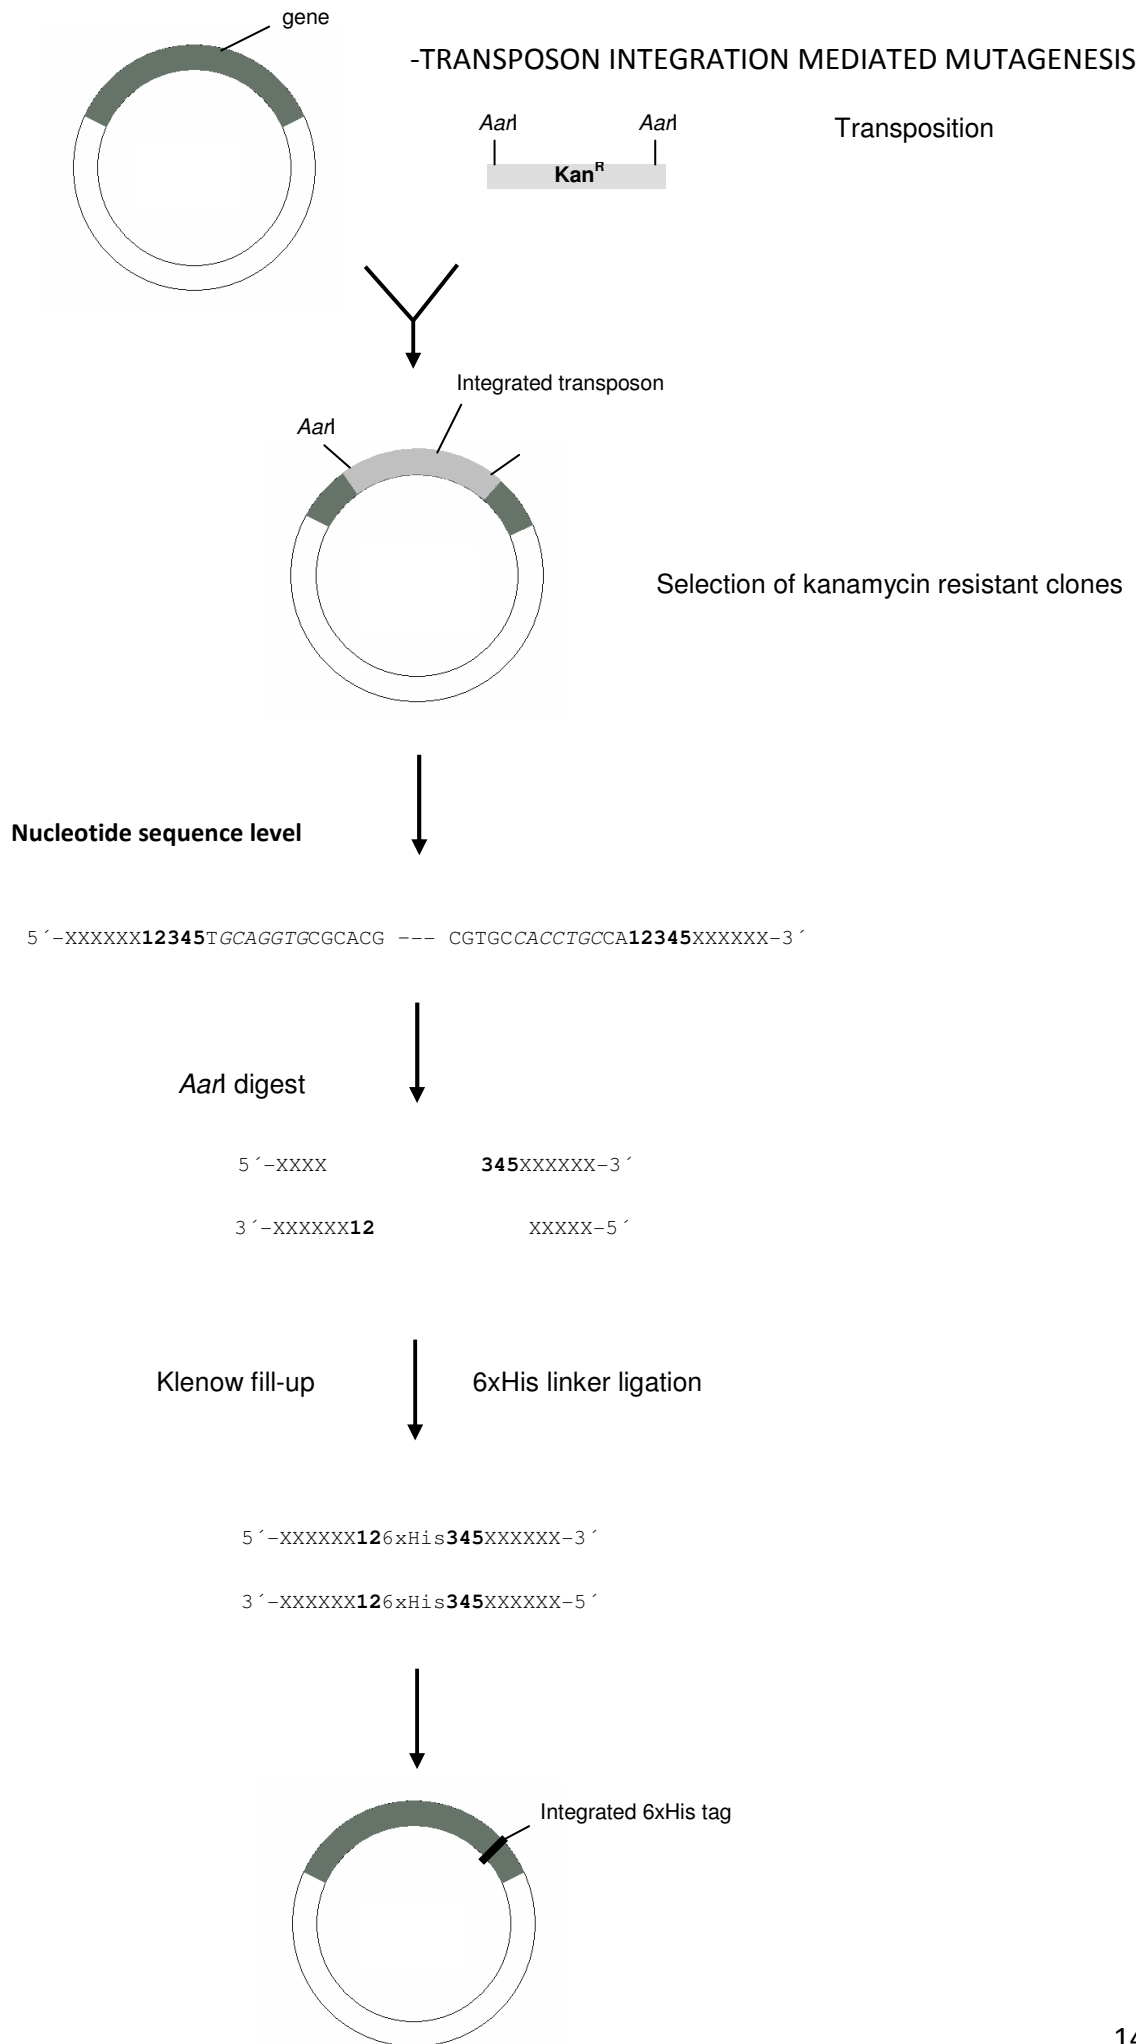 gene
-TRANSPOSON INTEGRATION MEDIATED MUTAGENESIS
AarI AarI Transposition
Kan^R
Integrated transposon
AarI
Selection of kanamycin resistant clones
Nucleotide sequence level
5´-XXXXXX12345TGCAGGTGCGCACG --- CGTGCCACCTGCCA12345XXXXXX-3´
AarI digest
5´-XXXX 345XXXXXX-3´
3´-XXXXXX12 XXXXX-5´
Klenow fill-up 6xHis linker ligation
5´-XXXXXX126xHis345XXXXXX-3´
3´-XXXXXX126xHis345XXXXXX-5´
Integrated 6xHis tag
14